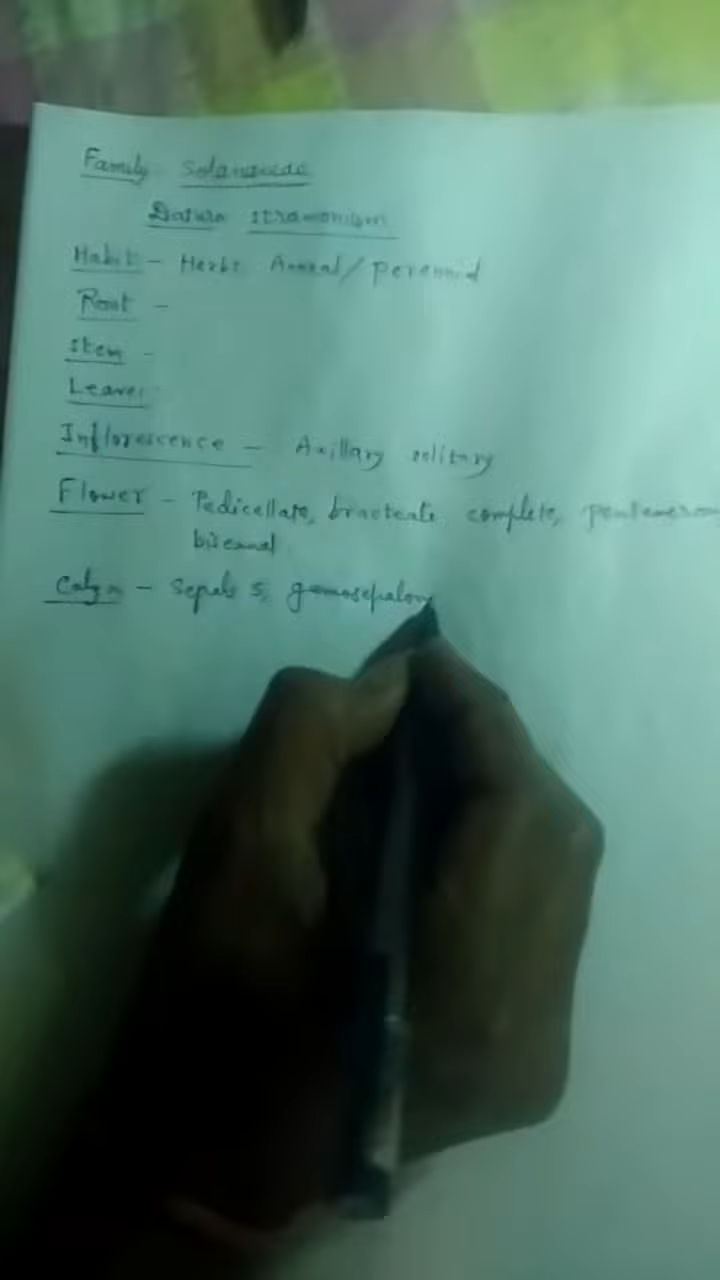 Family: Solanaceae
Datura stramonium
Habit - Herbs Annual/perennial
Root -
Stem -
Leaves
Inflorescence - Axillary solitary
Flower - Pedicellate, bracteate complete,
Calyx - Sepals 5, gamosepalous